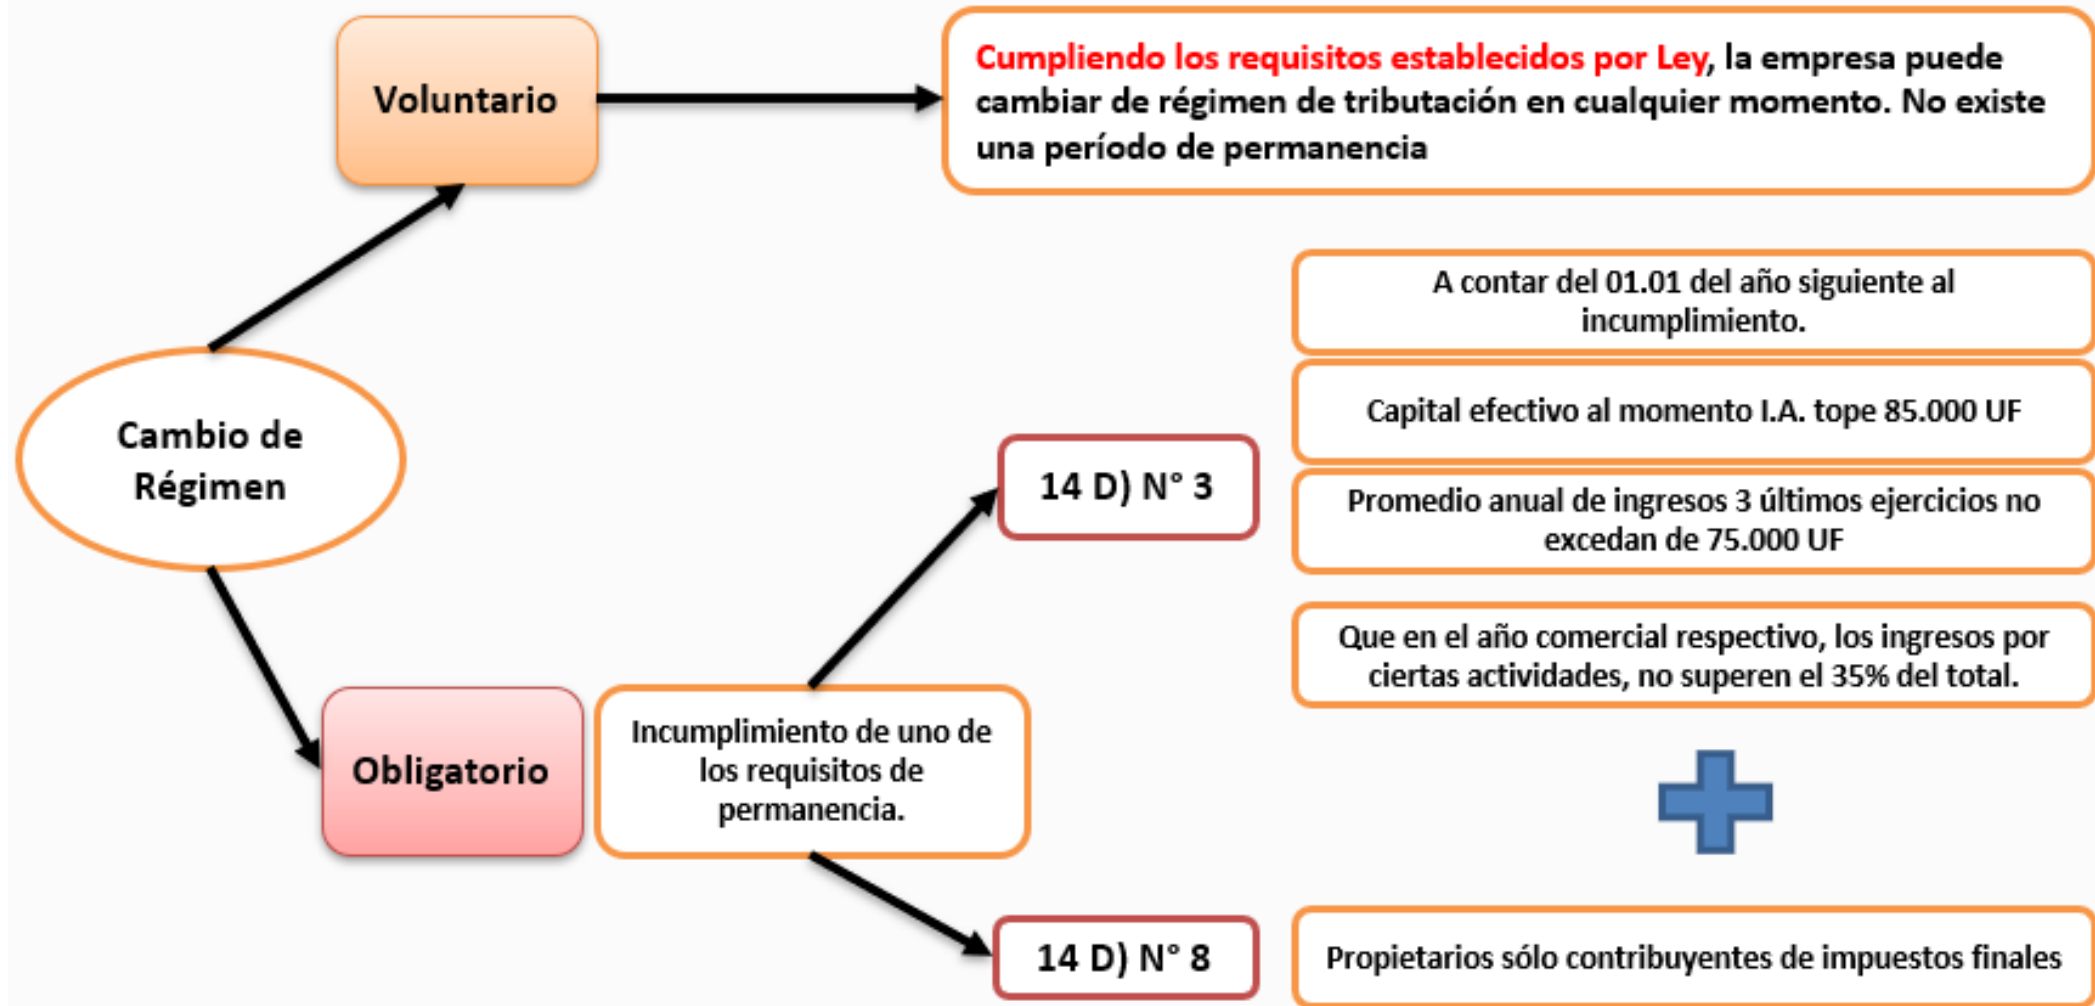 Voluntario
Cumpliendo los requisitos establecidos por Ley, la empresa puede
cambiar de régimen de tributación en cualquier momento. No existe
una período de permanencia
Cambio de
Régimen
Obligatorio
Incumplimiento de uno de
los requisitos de
permanencia.
14 D) N° 3
A contar del 01.01 del año siguiente al
incumplimiento.
Capital efectivo al momento I.A. tope 85.000 UF
Promedio anual de ingresos 3 últimos ejercicios no
excedan de 75.000 UF
Que en el año comercial respectivo, los ingresos por
ciertas actividades, no superen el 35% del total.
14 D) N° 8
Propietarios sólo contribuyentes de impuestos finales